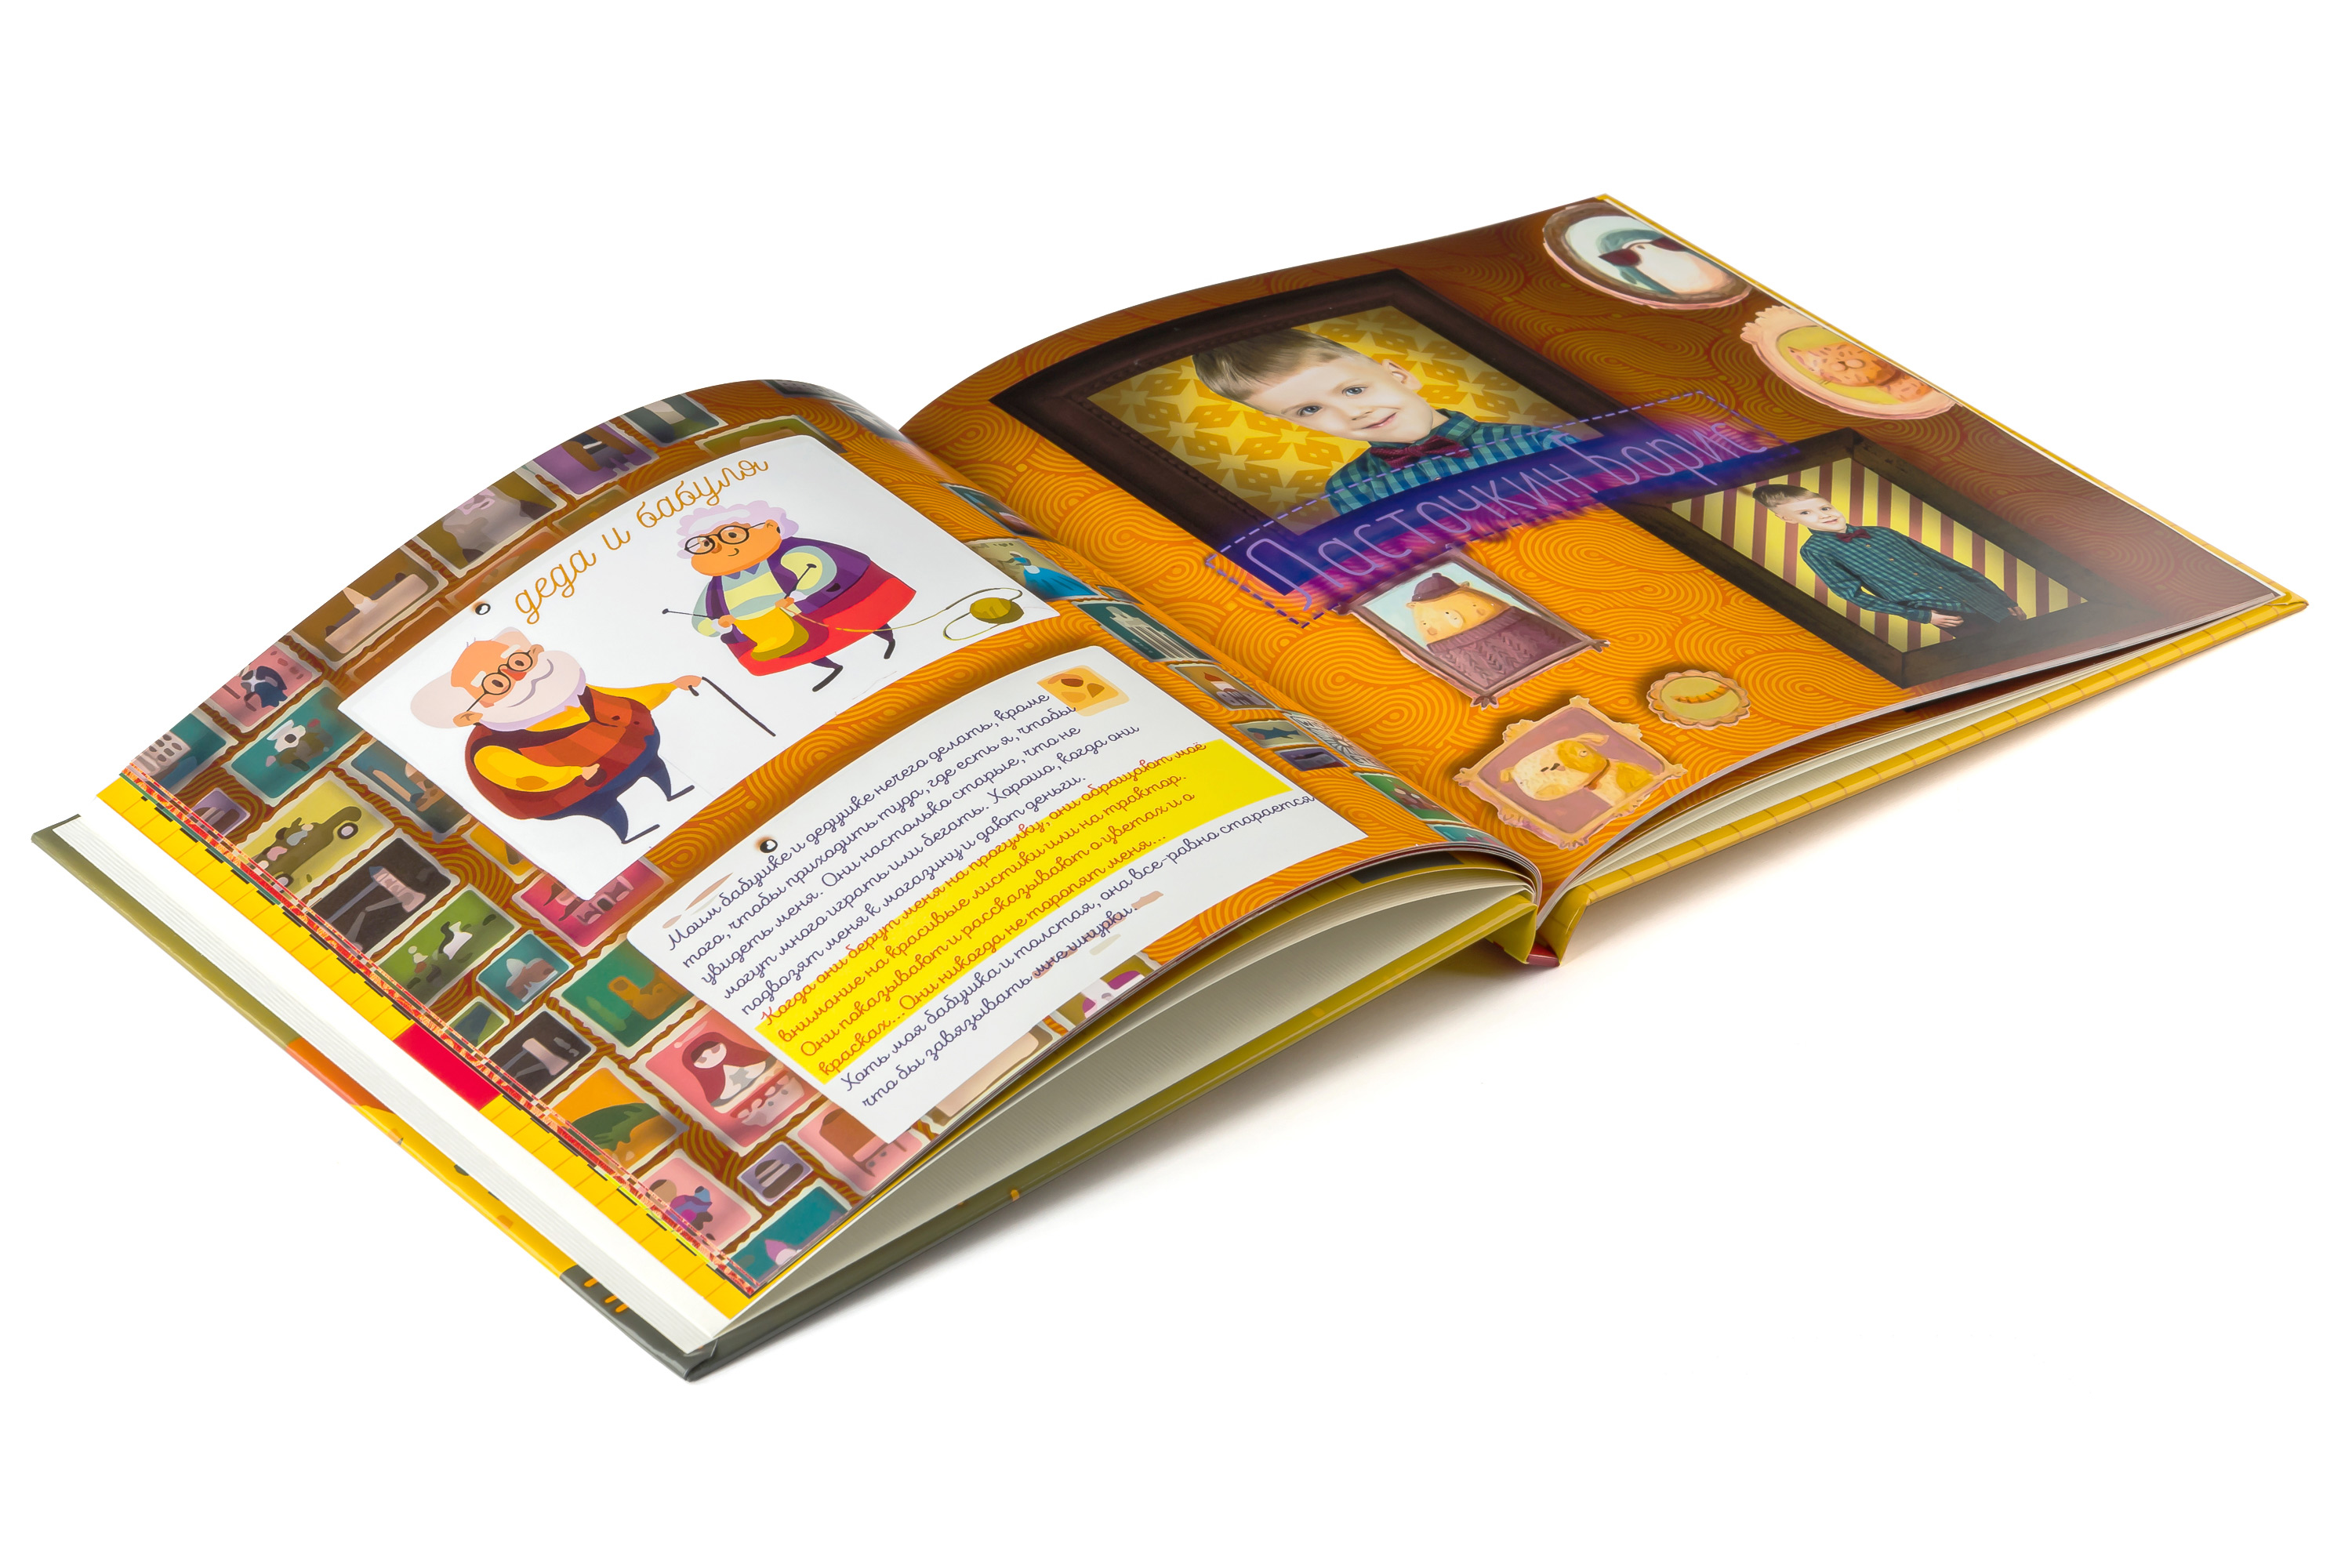 деда и бабуля
Моим бабушке и дедушке нечего делать, кроме
того, чтобы приходить туда, где есть я, чтобы
увидеть меня. Они настолько старые, что не
могут много играть или бегать. Хорошо, когда они
подвозят меня к магазину и дают деньги.
Когда они берут меня на прогулку, они обращают моё
внимание на красивые листики или на трактор.
Они показывают и рассказывают о цветах и о
красках... Они никогда не торопят меня...
Хоть моя бабушка и толстая, она все-равно старается
что бы завязывать мне шнурки.
Ласточкин Борис